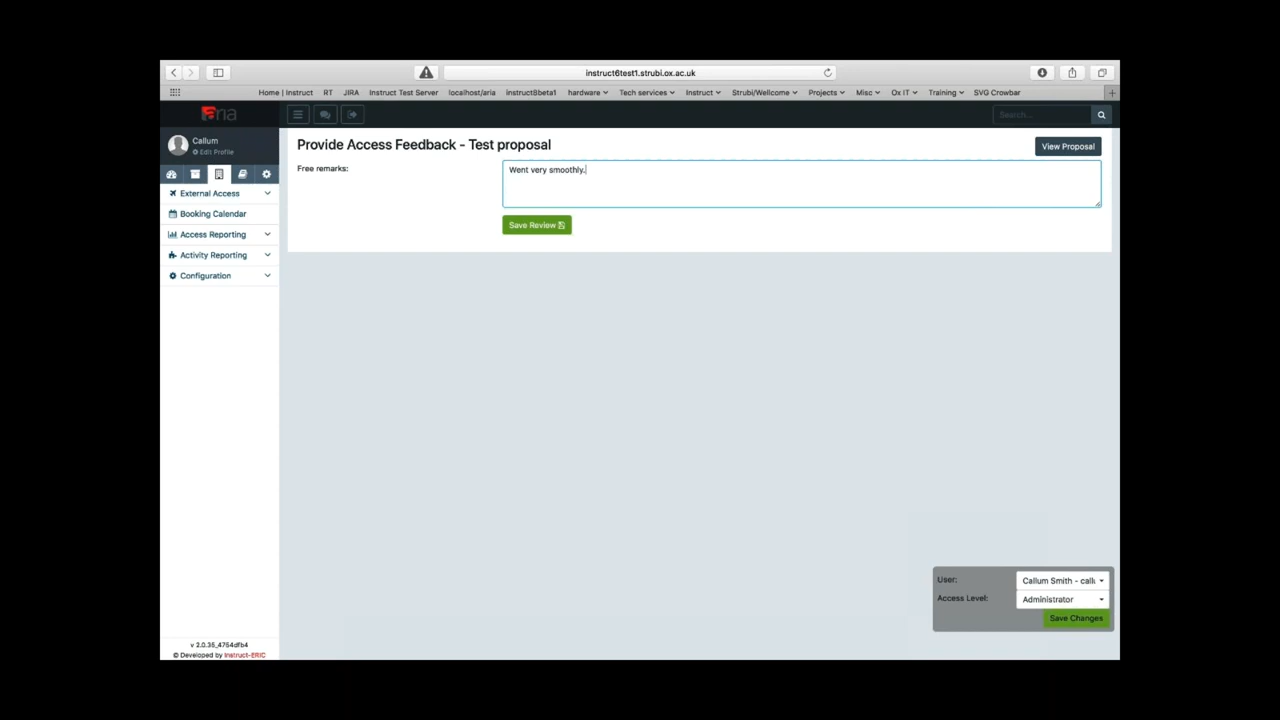 instruct6test1.strubi.ox.ac.uk
Home | Instruct RT JIRA Instruct Test Server localhost/aria instruct8beta1 hardware Tech services Instruct Strubi/Wellcome Projects Misc Ox IT Training SVG Crowbar
aria
Search...
Callum
Edit Profile
Provide Access Feedback - Test proposal
View Proposal
Free remarks:
Went very smoothly.
Save Review
External Access
Booking Calendar
Access Reporting
Activity Reporting
Configuration
User:
Callum Smith - callu
Access Level:
Administrator
Save Changes
v 2.0.35_4754dfb4
© Developed by Instruct-ERIC